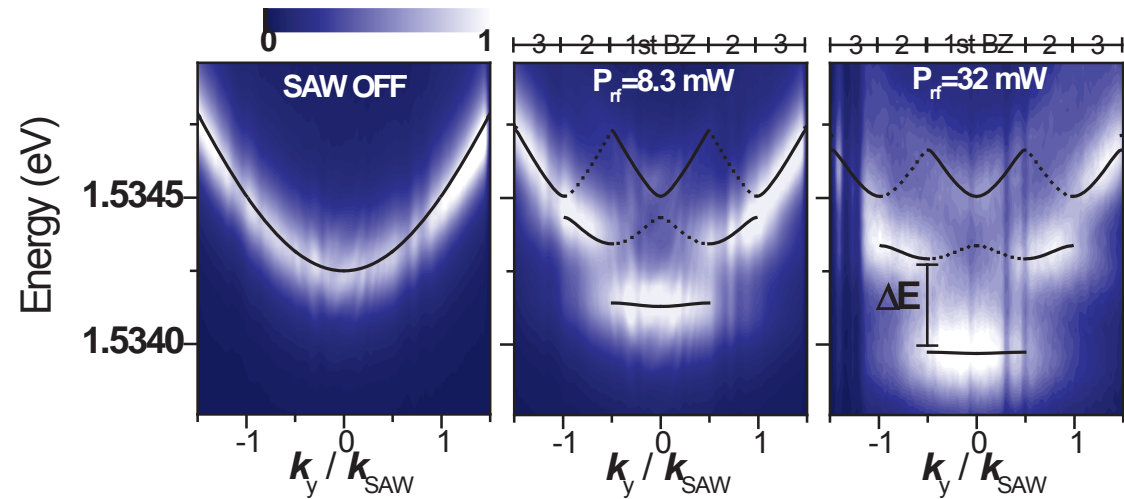 0 1
3 2 1st BZ 2 3
3 2 1st BZ 2 3
SAW OFF
P_rf=8.3 mW
P_rf=32 mW
Energy (eV)
1.5345
1.5340
ΔE
-1 0 1
-1 0 1
-1 0 1
k_y / k_SAW
k_y / k_SAW
k_y / k_SAW